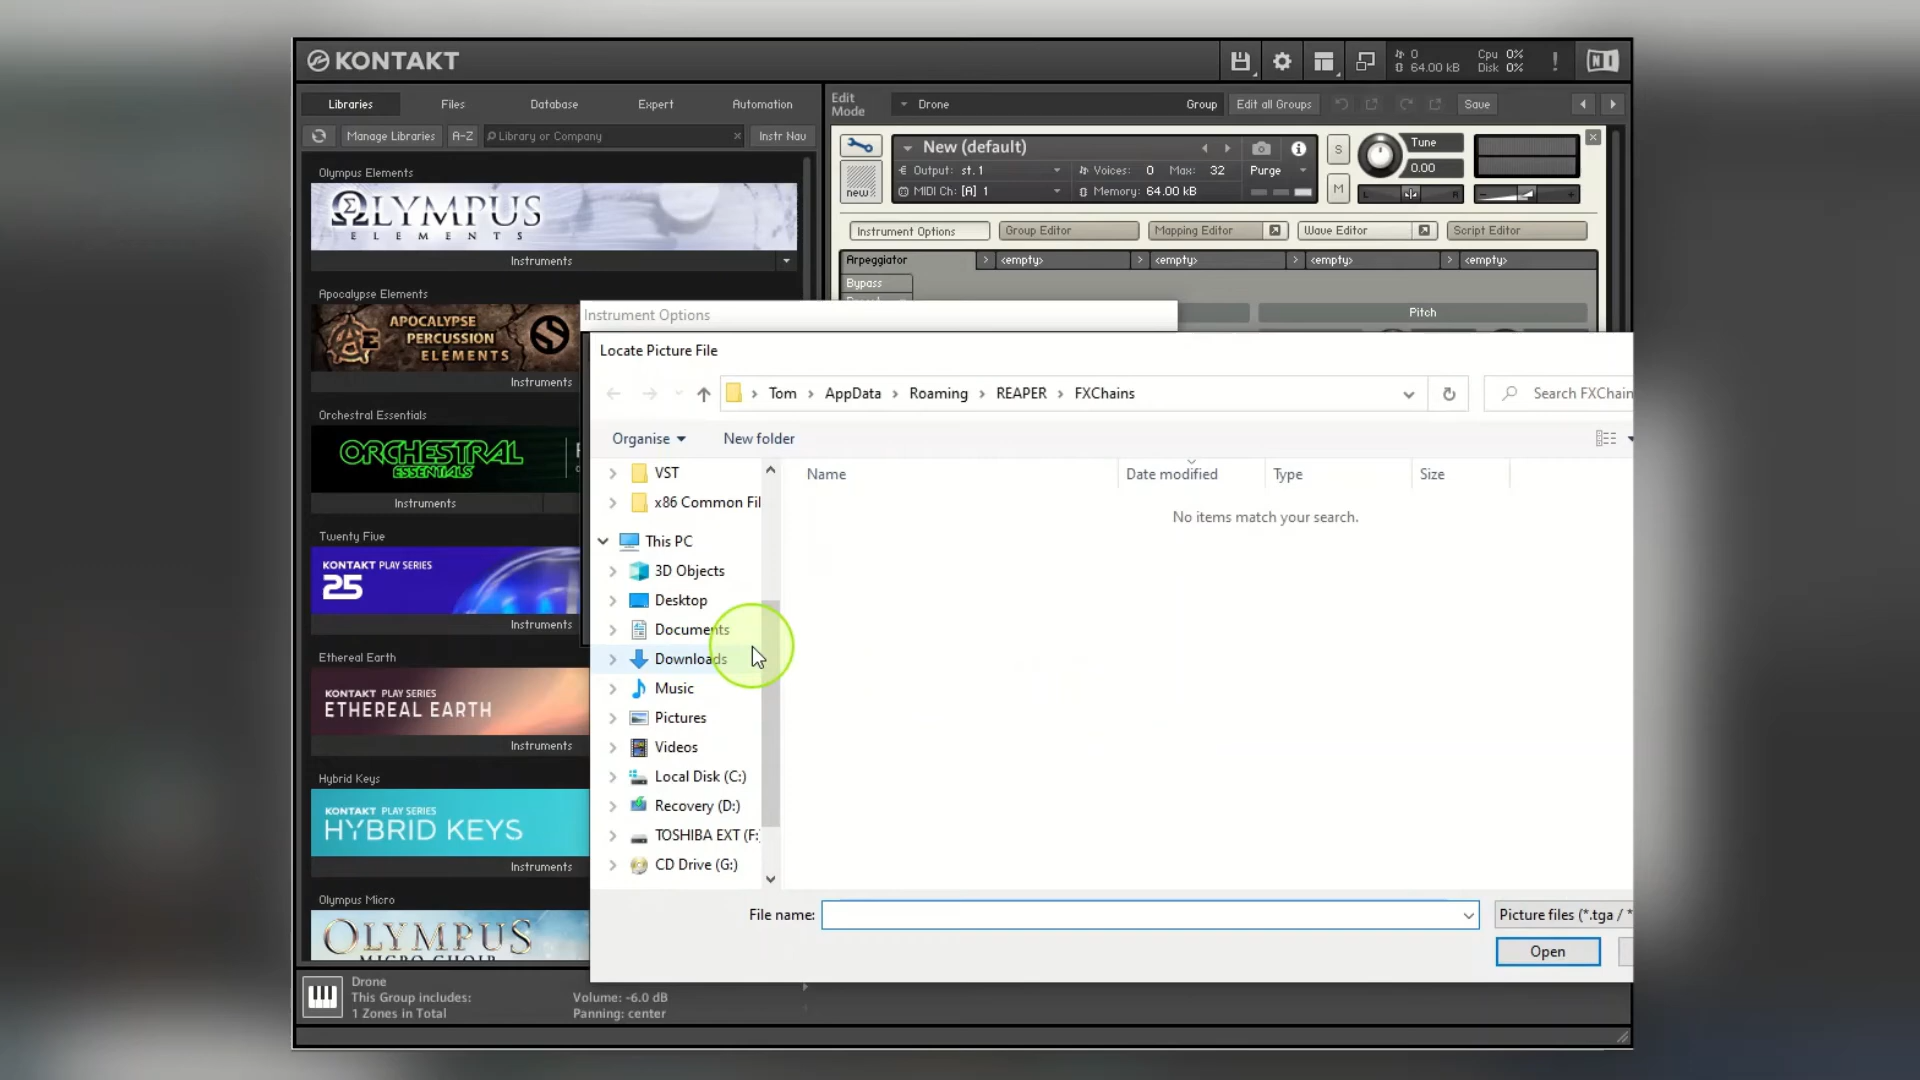 KONTAKT
0
64.00 kB
Cpu 0%
Disk 0%
!
NI
Libraries
Files
Database
Expert
Automation
Edit Mode
Drone
Group
Edit all Groups
Save
Manage Libraries
A-Z
Library or Company
Instr Nav
New (default)
Output: st.1
Voices: 0 Max: 32
Purge
MIDI Ch: [A] 1
Memory: 64.00 kB
new
S
M
Tune
0.00
L
R
Instrument Options
Group Editor
Mapping Editor
Wave Editor
Script Editor
Arpeggiator
<empty>
<empty>
<empty>
<empty>
Bypass
Pitch
Olympus Elements
OLYMPUS
ELEMENTS
Instruments
Apocalypse Elements
APOCALYPSE
PERCUSSION
ELEMENTS
Instruments
Orchestral Essentials
ORCHESTRAL
ESSENTIALS
Instruments
Twenty Five
KONTAKT PLAY SERIES
25
Instruments
Ethereal Earth
KONTAKT PLAY SERIES
ETHEREAL EARTH
Instruments
Hybrid Keys
KONTAKT PLAY SERIES
HYBRID KEYS
Instruments
Olympus Micro
OLYMPUS
MICRO CHOIR
Instrument Options
Locate Picture File
Tom > AppData > Roaming > REAPER > FXChains
Search FXChain
Organise
New folder
VST
x86 Common Fil
This PC
3D Objects
Desktop
Documents
Downloads
Music
Pictures
Videos
Local Disk (C:)
Recovery (D:)
TOSHIBA EXT (F:
CD Drive (G:)
Name
Date modified
Type
Size
No items match your search.
File name:
Picture files (*.tga / *
Open
Drone
This Group includes:
1 Zones in Total
Volume: -6.0 dB
Panning: center